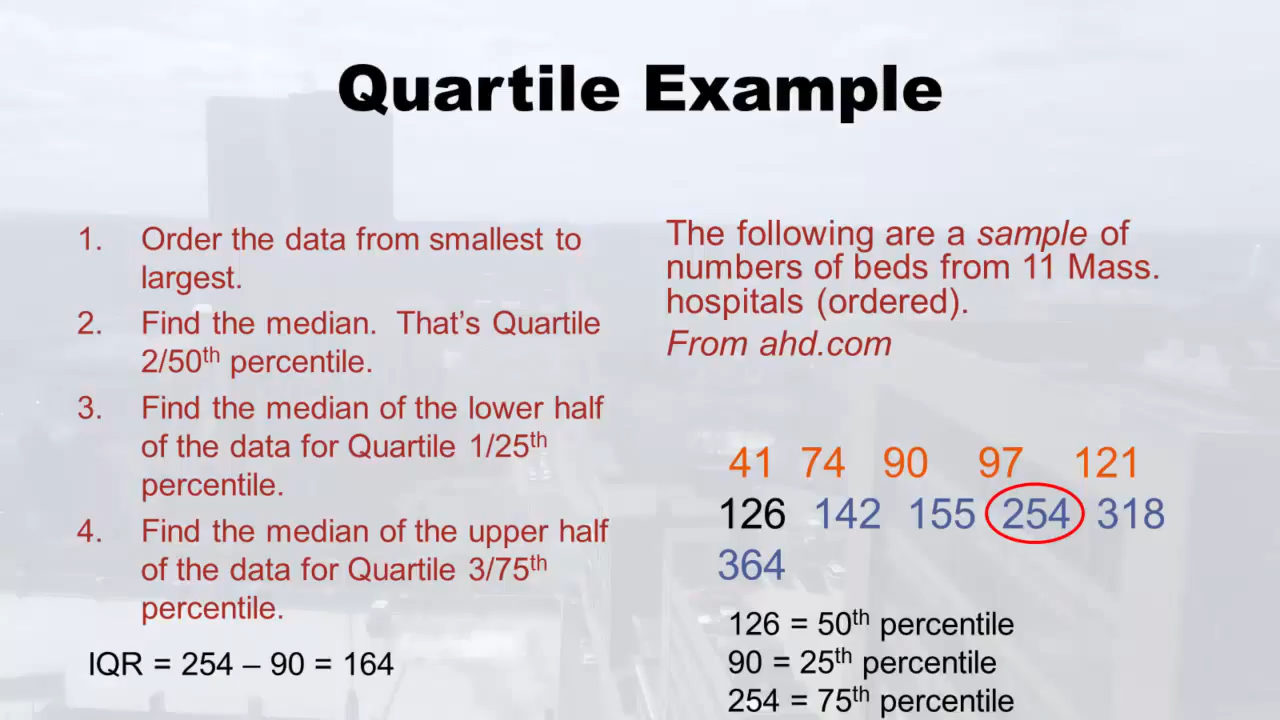 Quartile Example
1. Order the data from smallest to
largest.
2. Find the median. That’s Quartile
2/50th percentile.
3. Find the median of the lower half
of the data for Quartile 1/25th
percentile.
4. Find the median of the upper half
of the data for Quartile 3/75th
percentile.
IQR = 254 – 90 = 164
The following are a sample of
numbers of beds from 11 Mass.
hospitals (ordered).
From ahd.com
41 74 90 97 121
126 142 155 254 318
364
126 = 50th percentile
90 = 25th percentile
254 = 75th percentile